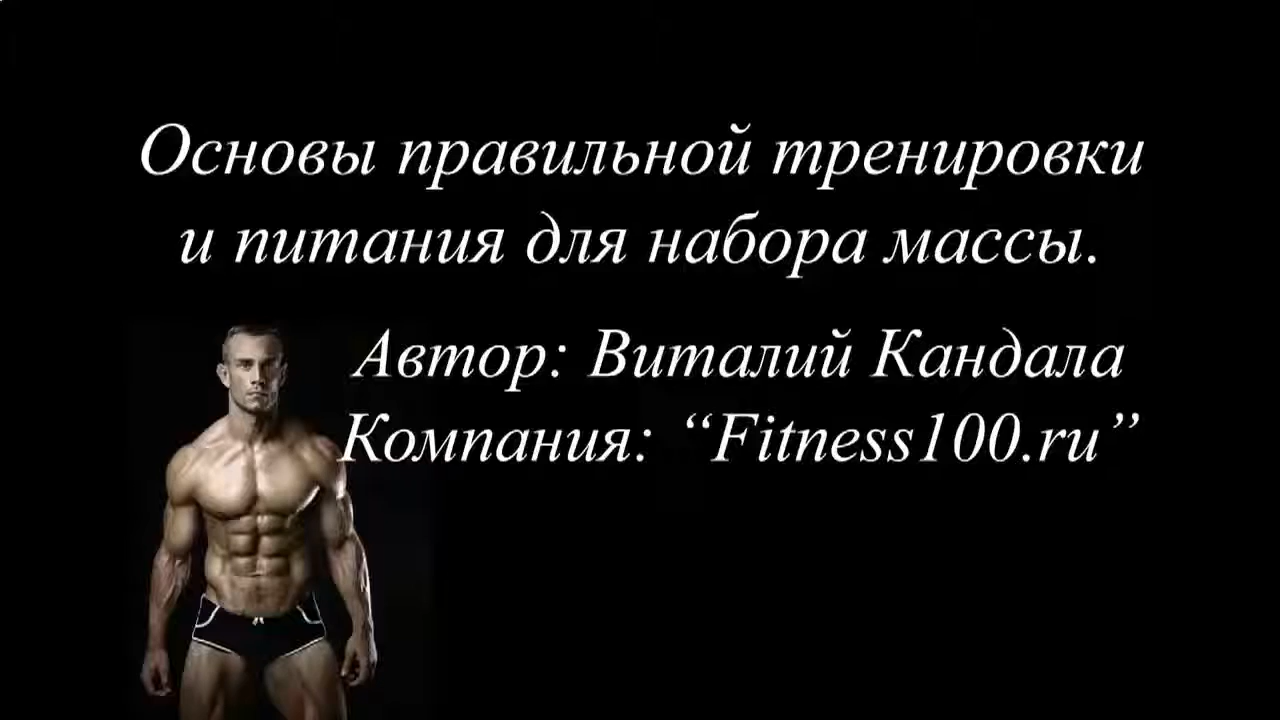 Основы правильной тренировки
и питания для набора массы.
Автор: Виталий Кандала
Компания: “Fitness100.ru”